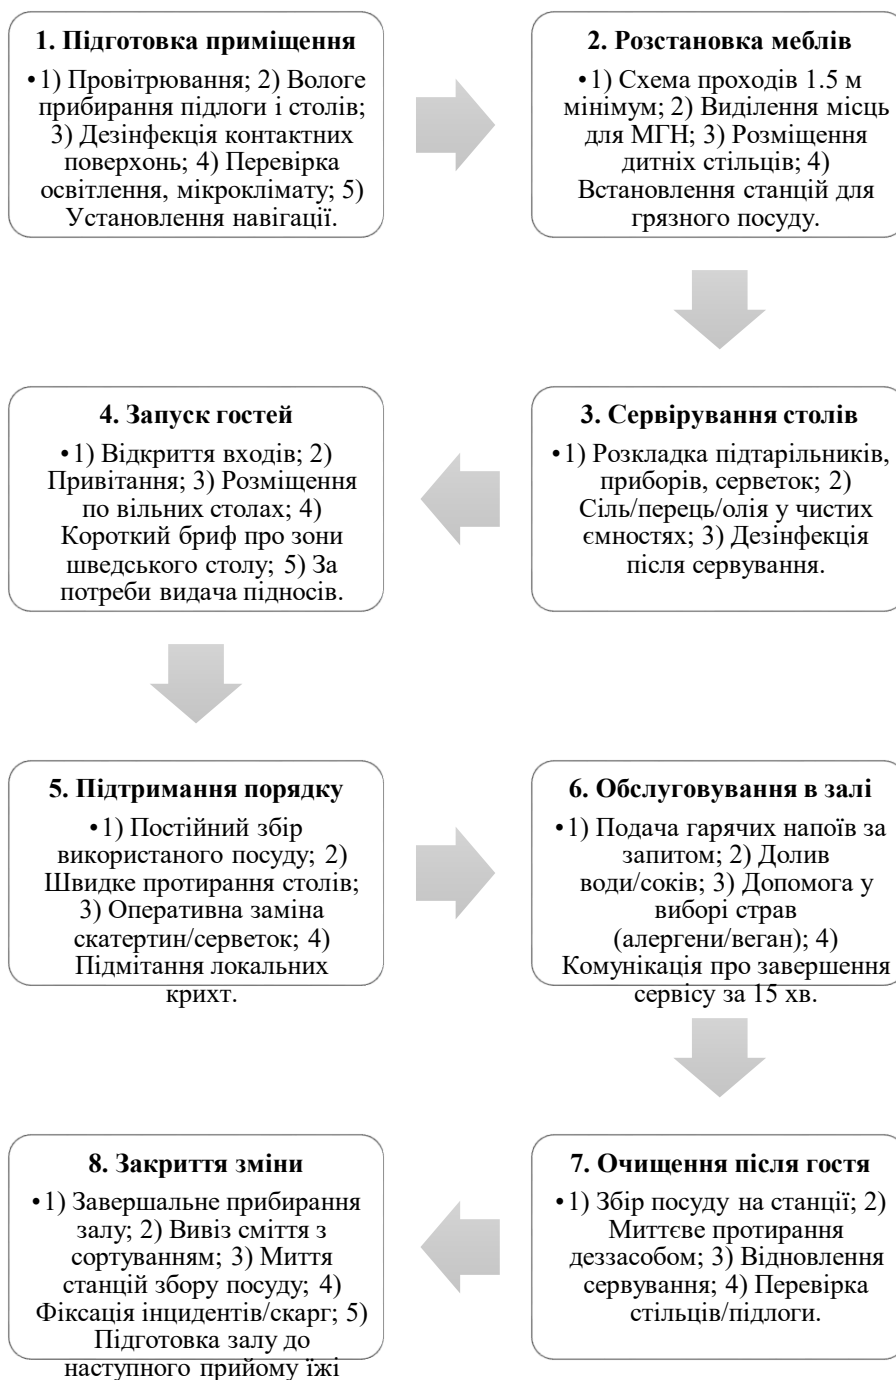 1. Підготовка приміщення
•1) Провітрювання; 2) Вологе
прибирання підлоги і столів;
3) Дезінфекція контактних
поверхонь; 4) Перевірка
освітлення, мікроклімату; 5)
Установлення навігації.
2. Розстановка меблів
•1) Схема проходів 1.5 м
мінімум; 2) Виділення місць
для МГН; 3) Розміщення
дитніх стільців; 4)
Встановлення станцій для
грязного посуду.
3. Сервірування столів
•1) Розкладка підтарільників,
приборів, серветок; 2)
Сіль/перець/олія у чистих
ємностях; 3) Дезінфекція
після сервування.
4. Запуск гостей
•1) Відкриття входів; 2)
Привітання; 3) Розміщення
по вільних столах; 4)
Короткий бриф про зони
шведського столу; 5) За
потреби видача підносів.
5. Підтримання порядку
•1) Постійний збір
використаного посуду; 2)
Швидке протирання столів;
3) Оперативна заміна
скатертин/серветок; 4)
Підмітання локальних
крихт.
6. Обслуговування в залі
•1) Подача гарячих напоїв за
запитом; 2) Долив
води/соків; 3) Допомога у
виборі страв
(алергени/веган); 4)
Комунікація про завершення
сервісу за 15 хв.
7. Очищення після гостя
•1) Збір посуду на станції; 2)
Миттєве протирання
деззасобом; 3) Відновлення
сервування; 4) Перевірка
стільців/підлоги.
8. Закриття зміни
•1) Завершальне прибирання
залу; 2) Вивіз сміття з
сортуванням; 3) Миття
станцій збору посуду; 4)
Фіксація інцидентів/скарг; 5)
Підготовка залу до
наступного прийому їжі